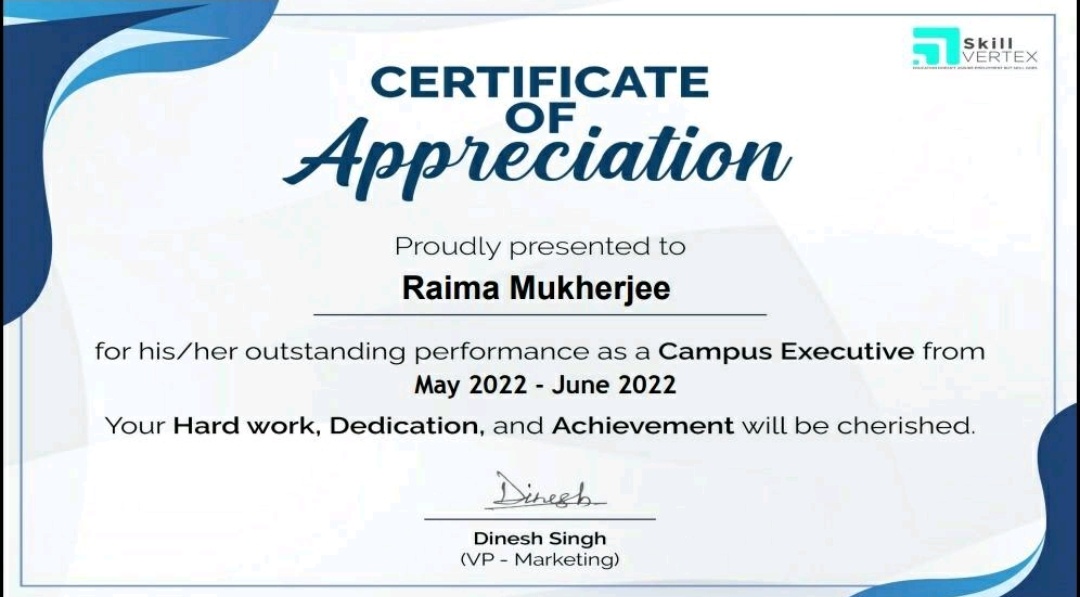 Skill
VERTEX
CERTIFICATE
OF
Appreciation
Proudly presented to
Raima Mukherjee
for his/her outstanding performance as a Campus Executive from
May 2022 - June 2022
Your Hard work, Dedication, and Achievement will be cherished.
Dinesh
Dinesh Singh
(VP - Marketing)